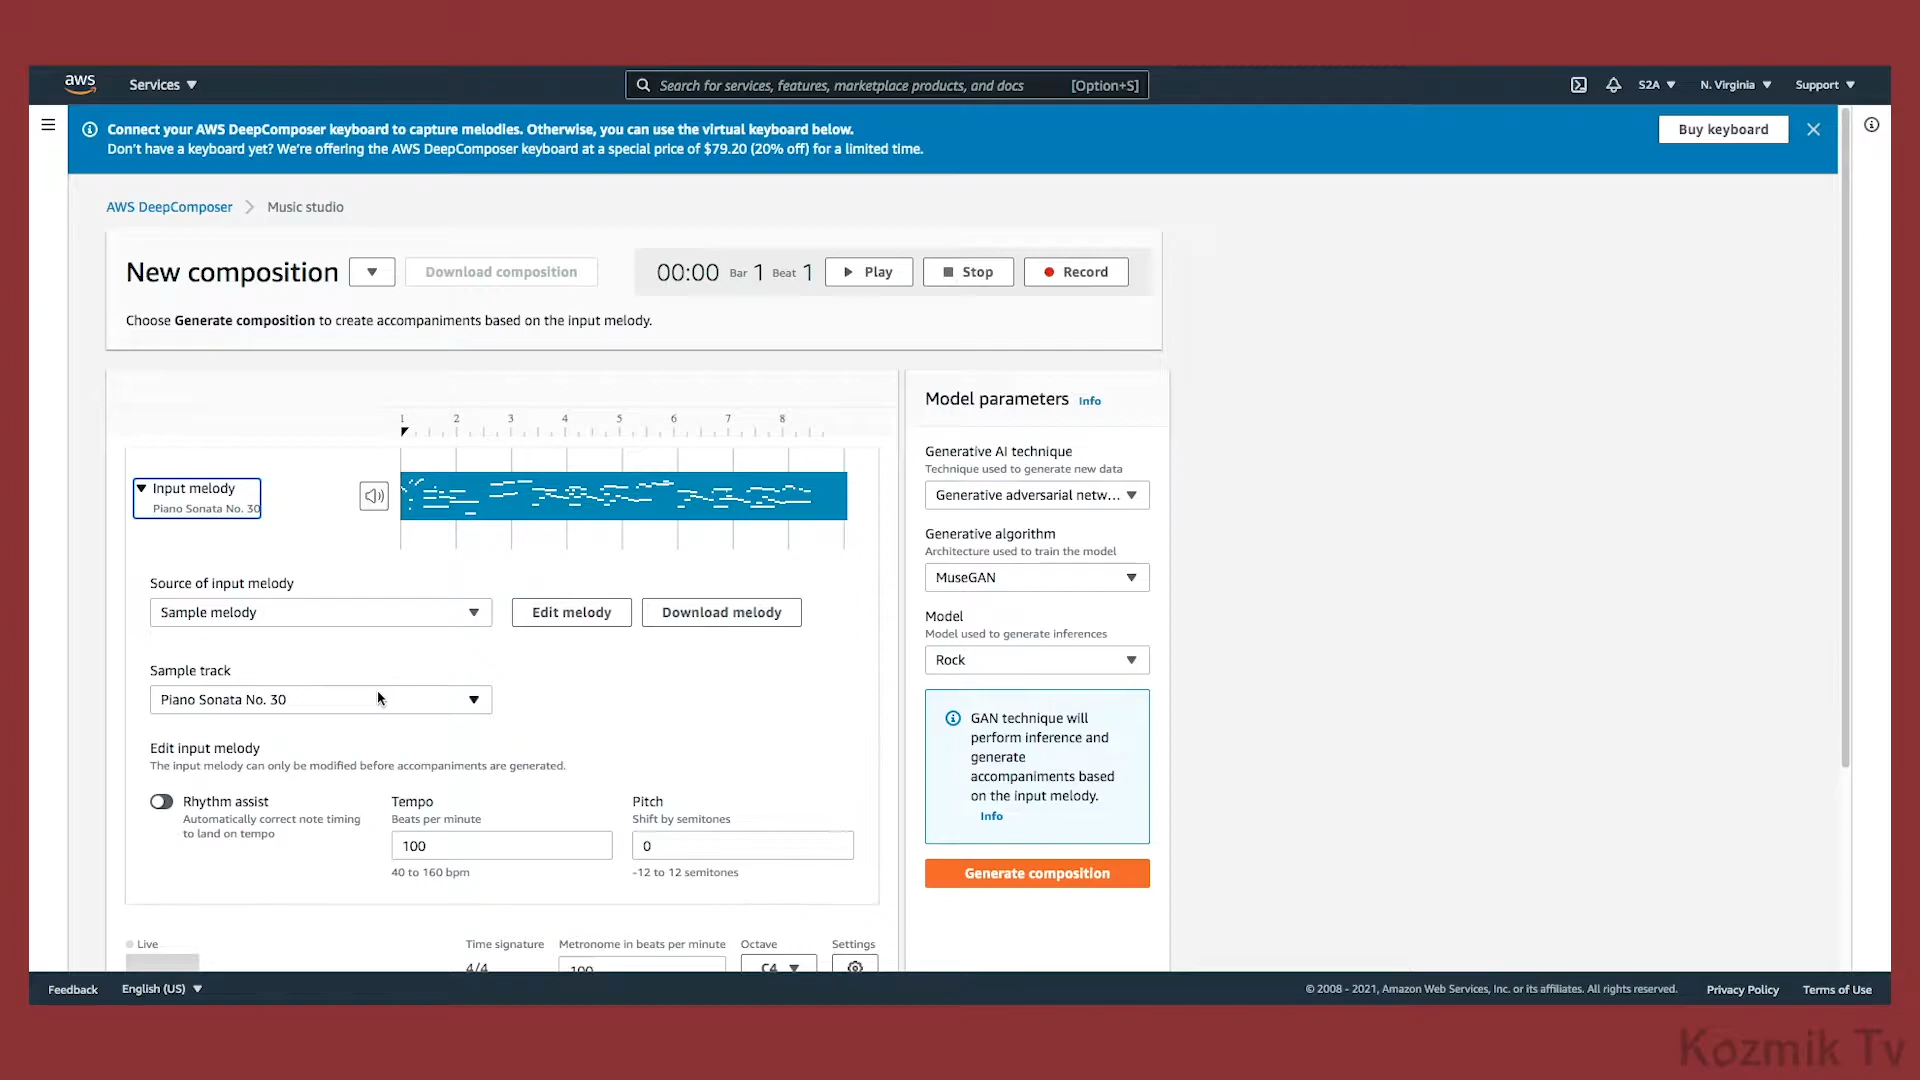 aws
Services
Search for services, features, marketplace products, and docs [Option+S]
S2A
N. Virginia
Support
Connect your AWS DeepComposer keyboard to capture melodies. Otherwise, you can use the virtual keyboard below.
Don't have a keyboard yet? We're offering the AWS DeepComposer keyboard at a special price of $79.20 (20% off) for a limited time.
Buy keyboard
AWS DeepComposer
Music studio
New composition
Download composition
00:00 Bar 1 Beat 1
Play
Stop
Record
Choose Generate composition to create accompaniments based on the input melody.
1 2 3 4 5 6 7 8
Input melody
Piano Sonata No. 30
Source of input melody
Sample melody
Edit melody
Download melody
Sample track
Piano Sonata No. 30
Edit input melody
The input melody can only be modified before accompaniments are generated.
Rhythm assist
Automatically correct note timing
to land on tempo
Tempo
Beats per minute
100
40 to 160 bpm
Pitch
Shift by semitones
0
-12 to 12 semitones
Model parameters Info
Generative AI technique
Technique used to generate new data
Generative adversarial netw...
Generative algorithm
Architecture used to train the model
MuseGAN
Model
Model used to generate inferences
Rock
GAN technique will
perform inference and
generate
accompaniments based
on the input melody.
Info
Generate composition
Live
Time signature
4/4
Metronome in beats per minute
100
Octave
C4
Settings
Feedback
English (US)
© 2008 - 2021, Amazon Web Services, Inc. or its affiliates. All rights reserved.
Privacy Policy
Terms of Use
Kozmik Tv